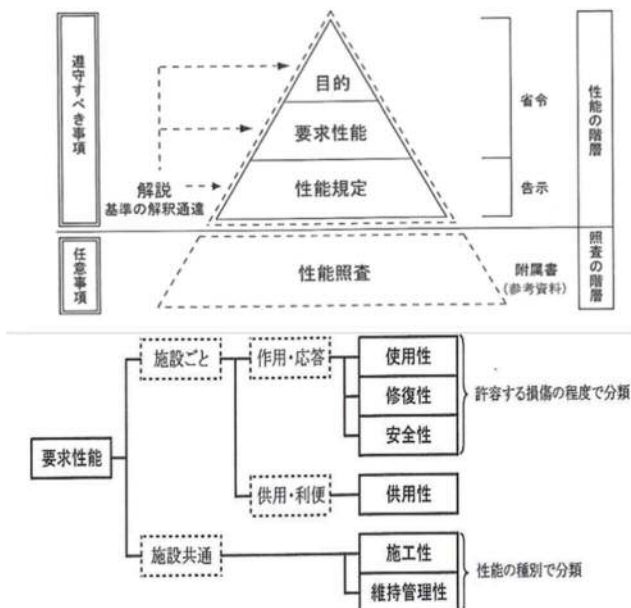 遵守すべき事項
目的
要求性能
性能規定
解説
基準の解釈通達
省令
告示
性能の階層
任意事項
性能照査
附属書
(参考資料)
照査の階層
要求性能
施設ごと
作用・応答
使用性
修復性
安全性
許容する損傷の程度で分類
供用・利便
供用性
施設共通
施工性
維持管理性
性能の種別で分類